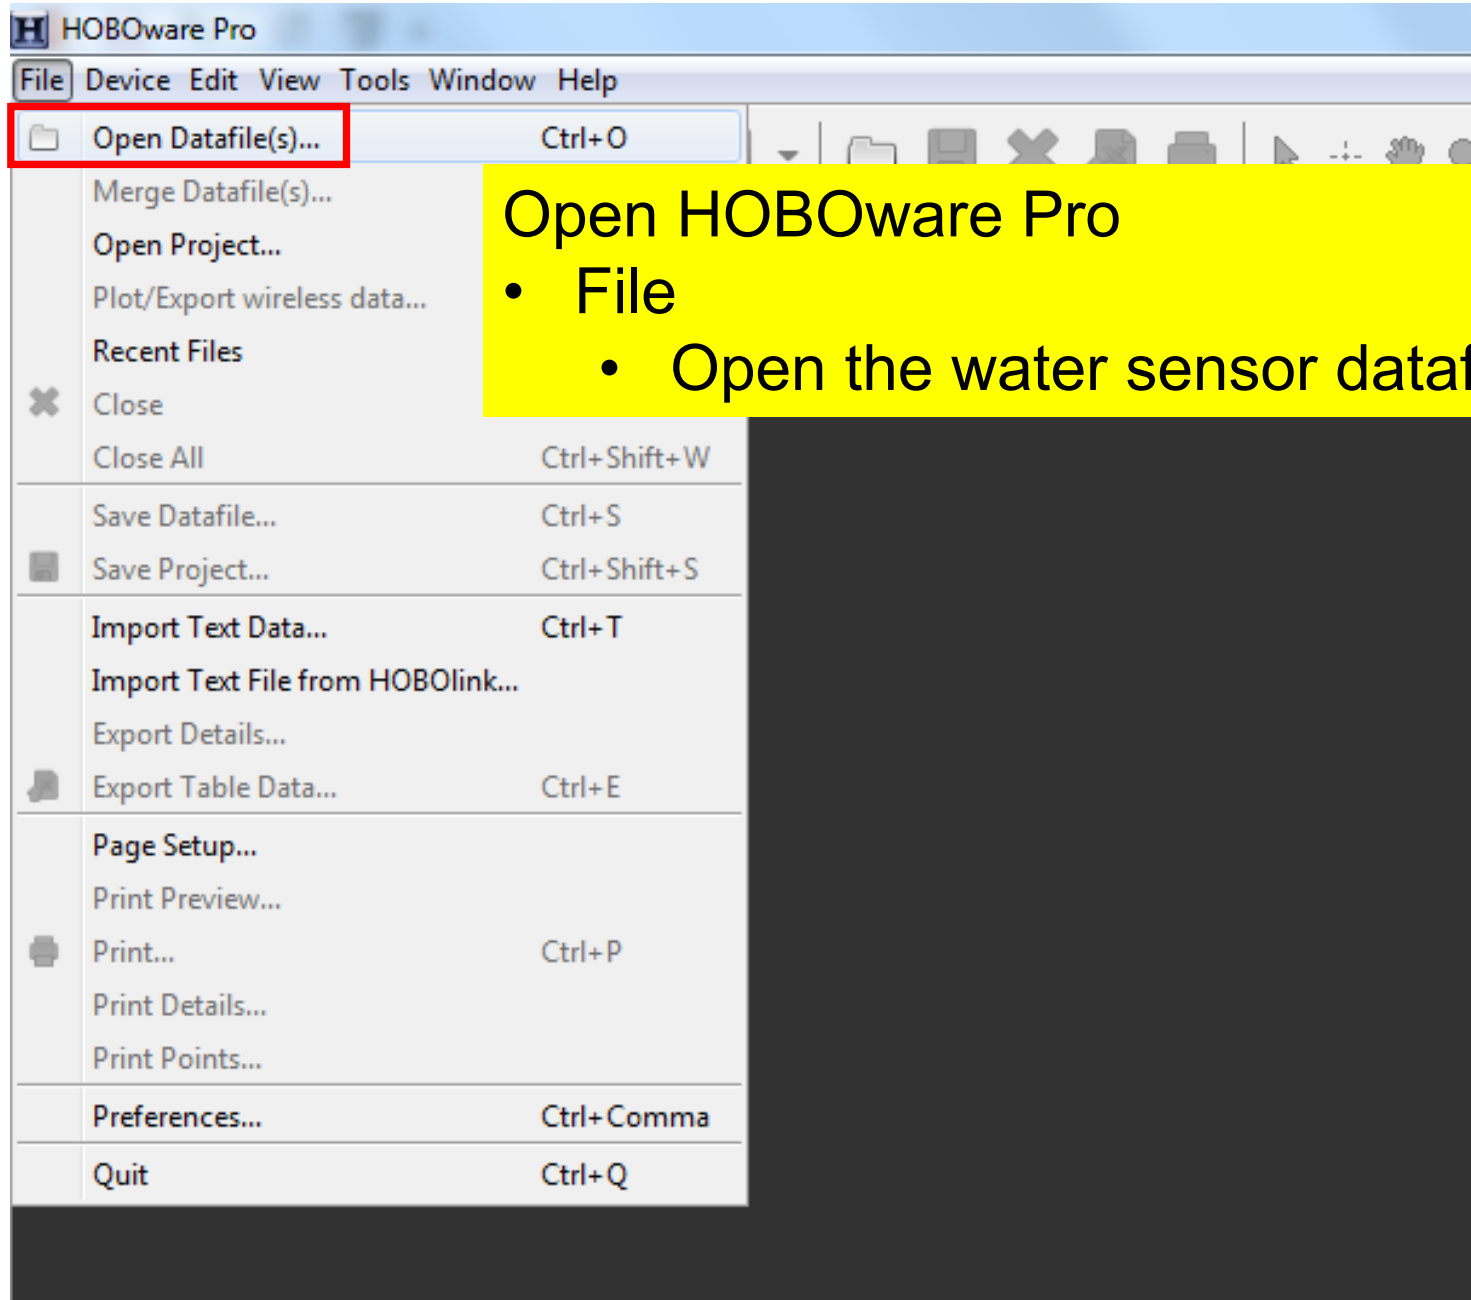 HOBOware Pro
File Device Edit View Tools Window Help
Open Datafile(s)... Ctrl+O
Merge Datafile(s)...
Open Project...
Plot/Export wireless data...
Recent Files
Close
Close All Ctrl+Shift+W
Save Datafile... Ctrl+S
Save Project... Ctrl+Shift+S
Import Text Data... Ctrl+T
Import Text File from HOBOlink...
Export Details...
Export Table Data... Ctrl+E
Page Setup...
Print Preview...
Print... Ctrl+P
Print Details...
Print Points...
Preferences... Ctrl+Comma
Quit Ctrl+Q
Open HOBOware Pro
• File
• Open the water sensor